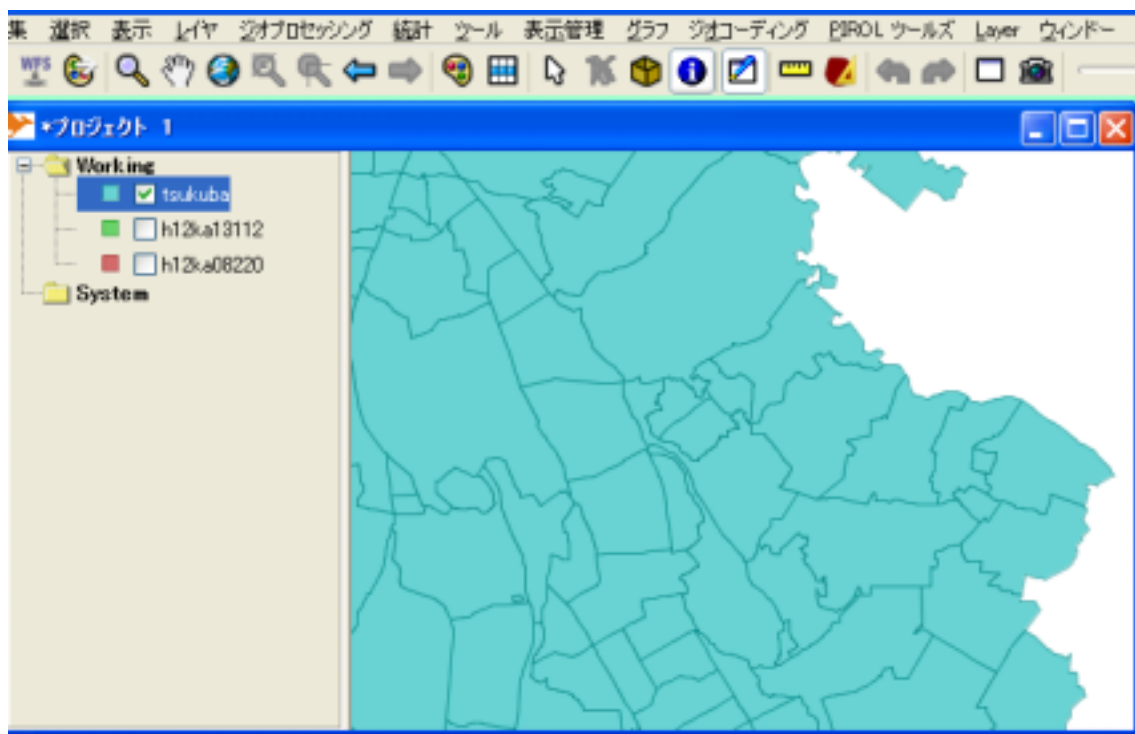 集 選択 表示 レイヤ ジオプロセッシング 統計 ツール 表示管理 グラフ ジオコーディング PIROL ツールズ Layer ウィンドー
WFS
*プロジェクト 1
Working
tsukuba
h12ka13112
h12ka08220
System